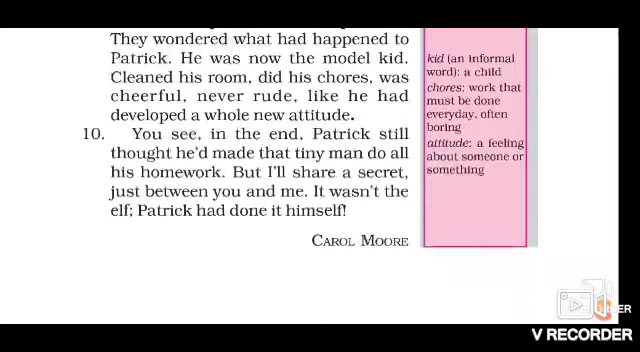 They wondered what had happened to
Patrick. He was now the model kid.
Cleaned his room, did his chores, was
cheerful, never rude, like he had
developed a whole new attitude.
10. You see, in the end, Patrick still
thought he'd made that tiny man do all
his homework. But I'll share a secret,
just between you and me. It wasn't the
elf; Patrick had done it himself!
CAROL MOORE
kid (an informal
word): a child
chores: work that
must be done
everyday, often
boring
attitude: a feeling
about someone or
something
V RECORDER